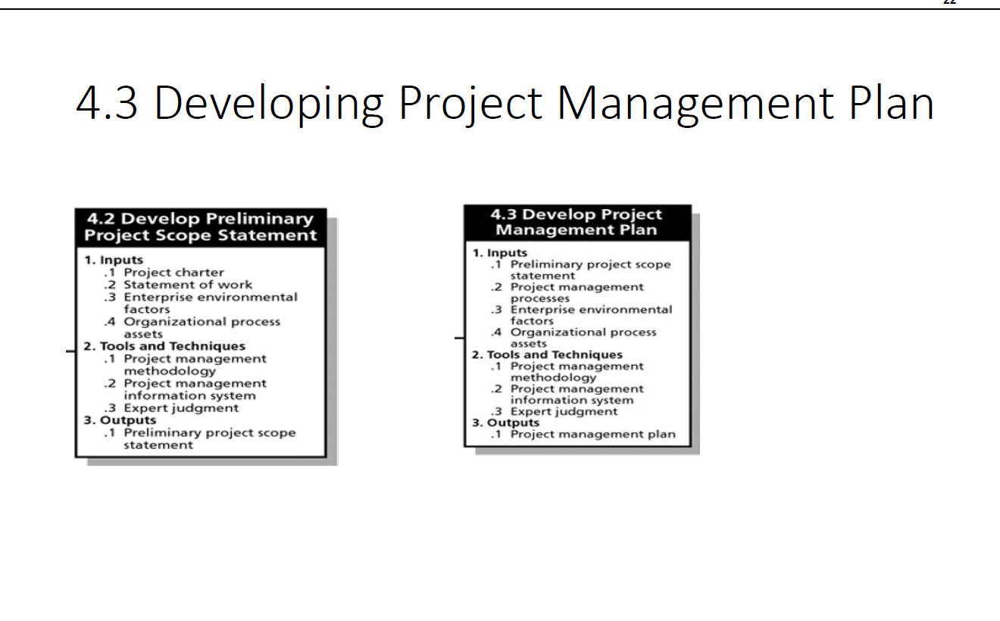 22
4.3 Developing Project Management Plan
4.2 Develop Preliminary
Project Scope Statement
1. Inputs
.1 Project charter
.2 Statement of work
.3 Enterprise environmental
factors
.4 Organizational process
assets
2. Tools and Techniques
.1 Project management
methodology
.2 Project management
information system
.3 Expert judgment
3. Outputs
.1 Preliminary project scope
statement
4.3 Develop Project
Management Plan
1. Inputs
.1 Preliminary project scope
statement
.2 Project management
processes
.3 Enterprise environmental
factors
.4 Organizational process
assets
2. Tools and Techniques
.1 Project management
methodology
.2 Project management
information system
.3 Expert judgment
3. Outputs
.1 Project management plan